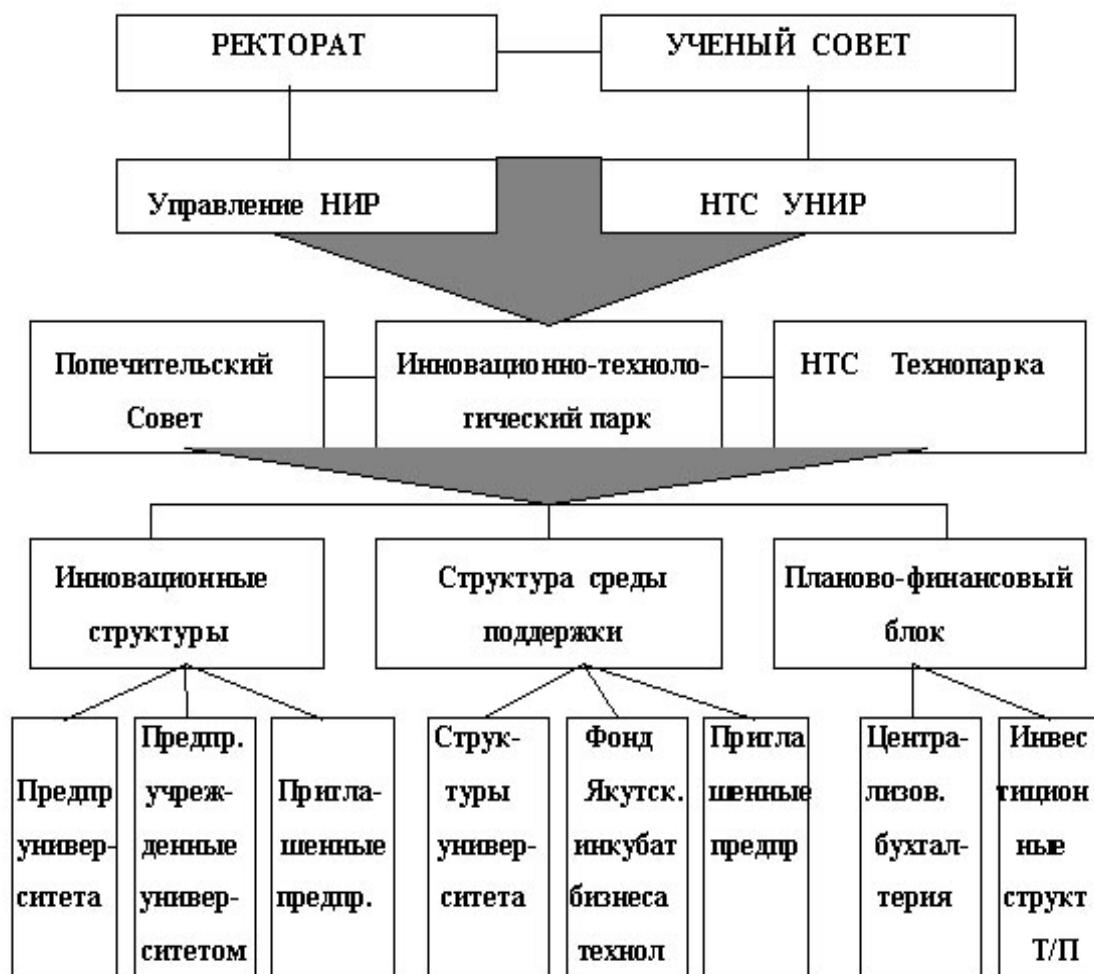 РЕКТОРАТ
УЧЕНЫЙ СОВЕТ
Управление НИР
НТС УНИР
Попечительский
Совет
Инновационно-техноло-
гический парк
НТС Технопарка
Инновационные
структуры
Структура среды
поддержки
Планово-финансовый
блок
Предпр
универ-
ситета
Предпр.
учреж-
денные
универ-
ситетом
Пригла-
шенные
предпр.
Струк-
туры
универ-
ситета
Фонд
Якутск.
инкубат
бизнеса
технол
Пригла
шенные
предпр
Центра-
лизов.
бухгал-
терия
Инвес
тицион
ные
структ
Т/П